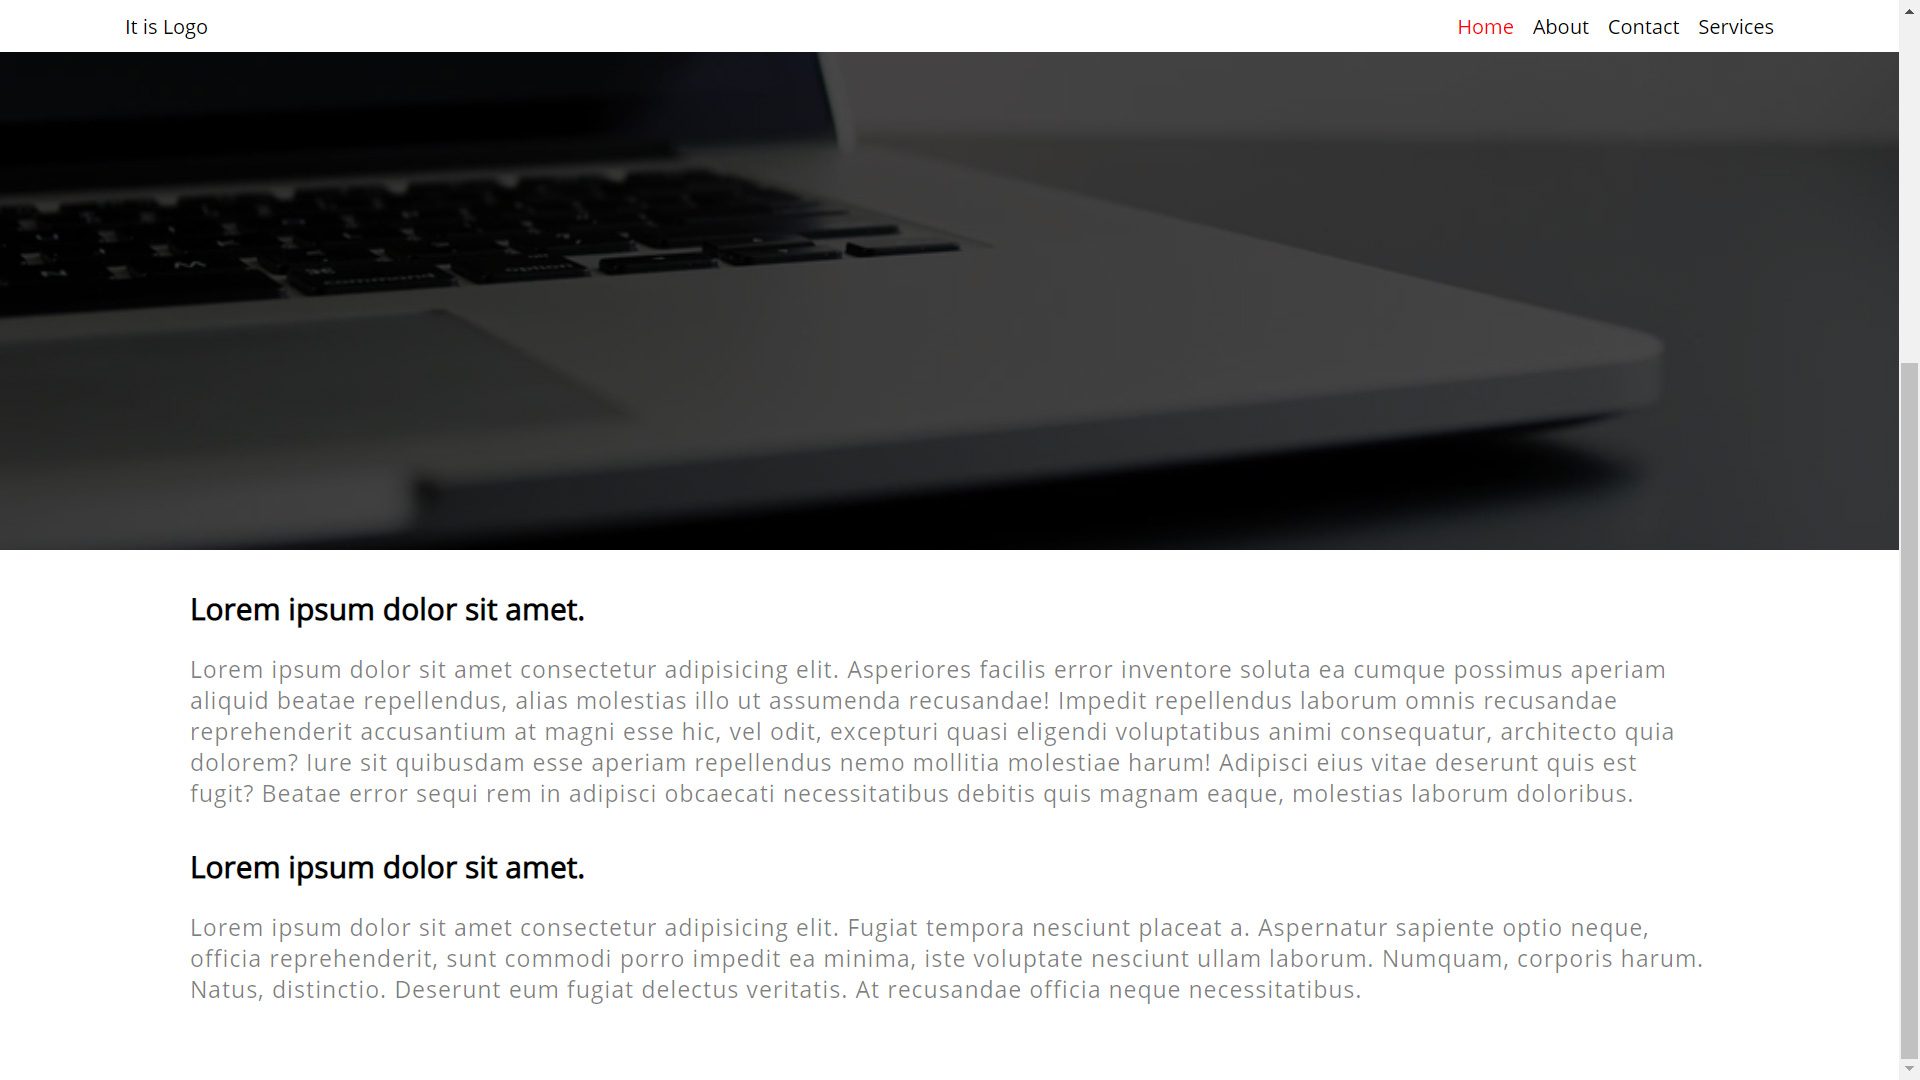 It is Logo
Home About Contact Services
command option
Lorem ipsum dolor sit amet.
Lorem ipsum dolor sit amet consectetur adipisicing elit. Asperiores facilis error inventore soluta ea cumque possimus aperiam
aliquid beatae repellendus, alias molestias illo ut assumenda recusandae! Impedit repellendus laborum omnis recusandae
reprehenderit accusantium at magni esse hic, vel odit, excepturi quasi eligendi voluptatibus animi consequatur, architecto quia
dolorem? Iure sit quibusdam esse aperiam repellendus nemo mollitia molestiae harum! Adipisci eius vitae deserunt quis est
fugit? Beatae error sequi rem in adipisci obcaecati necessitatibus debitis quis magnam eaque, molestias laborum doloribus.
Lorem ipsum dolor sit amet.
Lorem ipsum dolor sit amet consectetur adipisicing elit. Fugiat tempora nesciunt placeat a. Aspernatur sapiente optio neque,
officia reprehenderit, sunt commodi porro impedit ea minima, iste voluptate nesciunt ullam laborum. Numquam, corporis harum.
Natus, distinctio. Deserunt eum fugiat delectus veritatis. At recusandae officia neque necessitatibus.